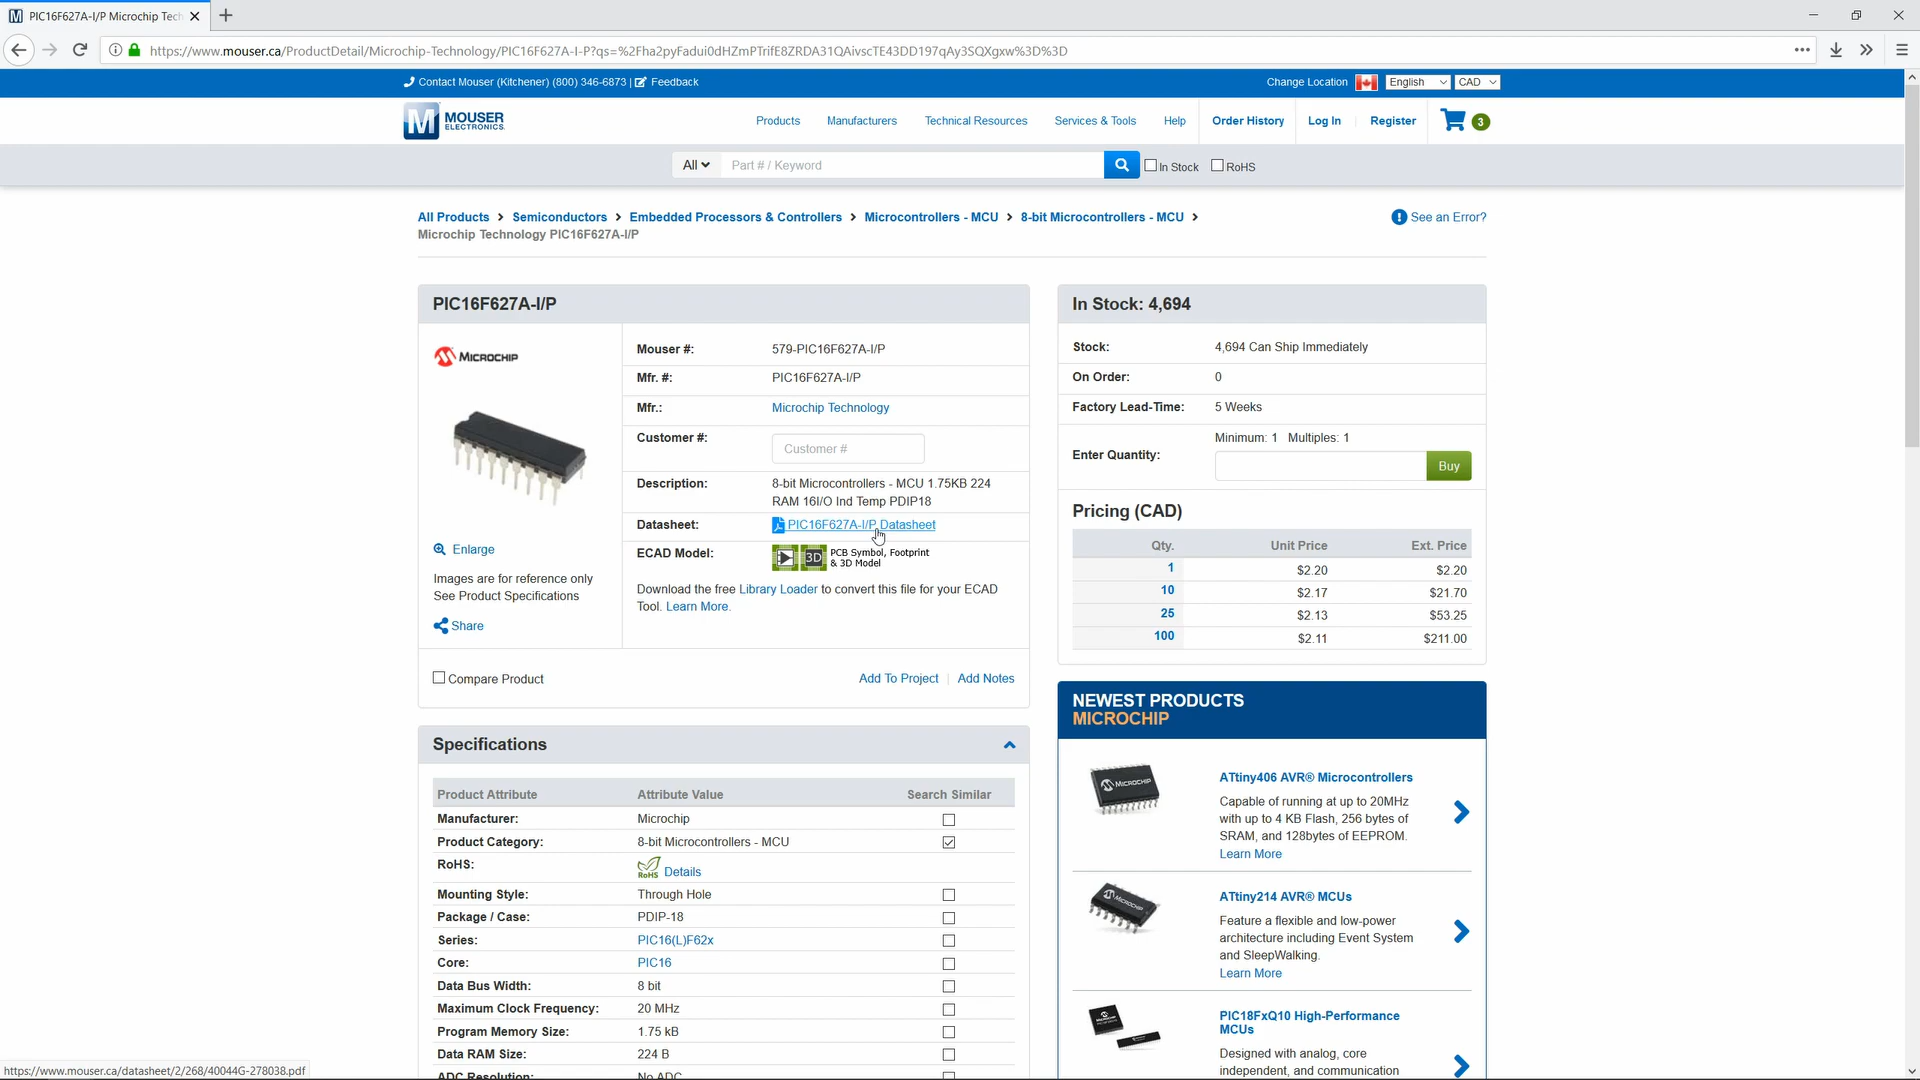 PIC16F627A-I/P Microchip Tech
https://www.mouser.ca/ProductDetail/Microchip-Technology/PIC16F627A-I-P?qs=%2Fha2pyFadui0dHZmPTrifE8ZRDA31QAivscTE43DD197qAy3SQXgxw%3D%3D
Contact Mouser (Kitchener) (800) 346-6873 | Feedback
Change Location English CAD
M MOUSER ELECTRONICS
Products Manufacturers Technical Resources Services & Tools Help Order History Log In Register 3
All Part # / Keyword In Stock RoHS
All Products > Semiconductors > Embedded Processors & Controllers > Microcontrollers - MCU > 8-bit Microcontrollers - MCU >
Microchip Technology PIC16F627A-I/P
See an Error?
PIC16F627A-I/P
MICROCHIP
Enlarge
Images are for reference only
See Product Specifications
Share
Mouser #: 579-PIC16F627A-I/P
Mfr. #: PIC16F627A-I/P
Mfr.: Microchip Technology
Customer #: Customer #
Description: 8-bit Microcontrollers - MCU 1.75KB 224
RAM 16I/O Ind Temp PDIP18
Datasheet: PIC16F627A-I/P Datasheet
ECAD Model: 3D PCB Symbol, Footprint
& 3D Model
Download the free Library Loader to convert this file for your ECAD
Tool. Learn More.
Compare Product Add To Project | Add Notes
In Stock: 4,694
Stock: 4,694 Can Ship Immediately
On Order: 0
Factory Lead-Time: 5 Weeks
Minimum: 1 Multiples: 1
Enter Quantity: Buy
Pricing (CAD)
Qty. Unit Price Ext. Price
1 $2.20 $2.20
10 $2.17 $21.70
25 $2.13 $53.25
100 $2.11 $211.00
Specifications
Product Attribute Attribute Value Search Similar
Manufacturer: Microchip
Product Category: 8-bit Microcontrollers - MCU
RoHS: RoHS Details
Mounting Style: Through Hole
Package / Case: PDIP-18
Series: PIC16(L)F62x
Core: PIC16
Data Bus Width: 8 bit
Maximum Clock Frequency: 20 MHz
Program Memory Size: 1.75 kB
Data RAM Size: 224 B
ADC Resolution: No ADC
NEWEST PRODUCTS
MICROCHIP
MICROCHIP
ATtiny406 AVR® Microcontrollers
Capable of running at up to 20MHz
with up to 4 KB Flash, 256 bytes of
SRAM, and 128bytes of EEPROM.
Learn More
MICROCHIP
ATtiny214 AVR® MCUs
Feature a flexible and low-power
architecture including Event System
and SleepWalking.
Learn More
PIC18FxQ10 High-Performance
MCUs
Designed with analog, core
independent, and communication
https://www.mouser.ca/datasheet/2/268/40044G-278038.pdf